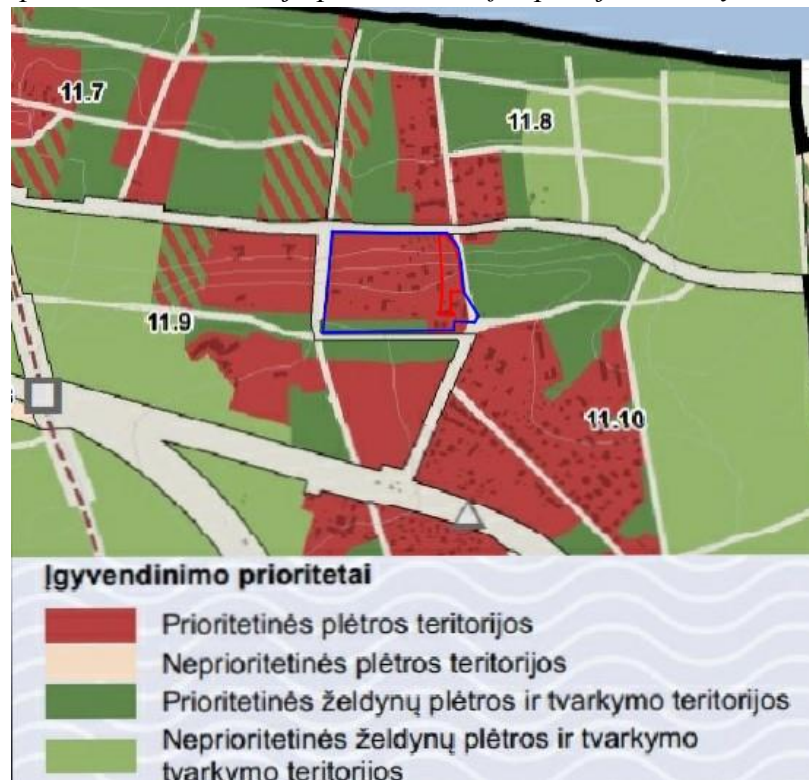 11.7
11.8
11.9
11.10
Įgyvendinimo prioritetai
Prioritetinės plėtros teritorijos
Neprioritetinės plėtros teritorijos
Prioritetinės želdynų plėtros ir tvarkymo teritorijos
Neprioritetinės želdynų plėtros ir tvarkymo
tvarkymo teritorijos